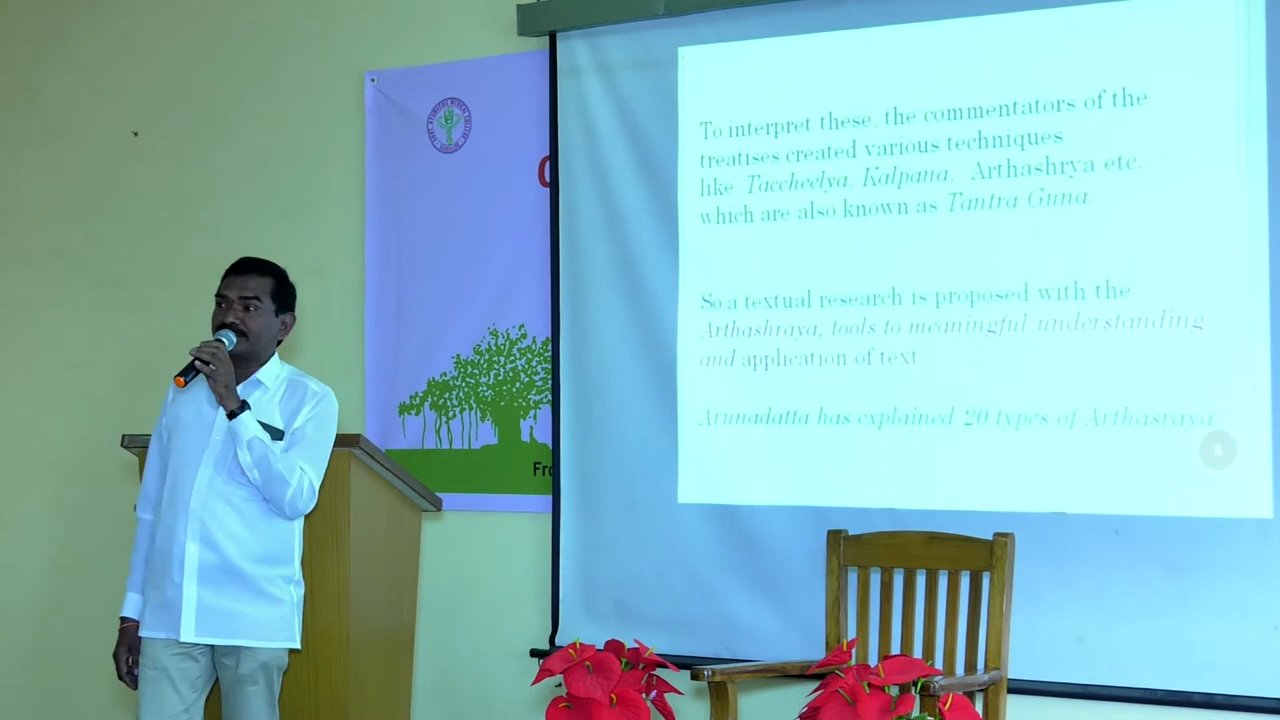 To interpret these, the commentators of the
treatises created various techniques
like Taccheelya, Kalpana, Arthashrya etc.
which are also known as Tantra Guna.
So a textual research is proposed with the
Arthashraya, tools to meaningful understanding
and application of text
Arunadatta has explained 20 types of Arthasraya.
8
Fro